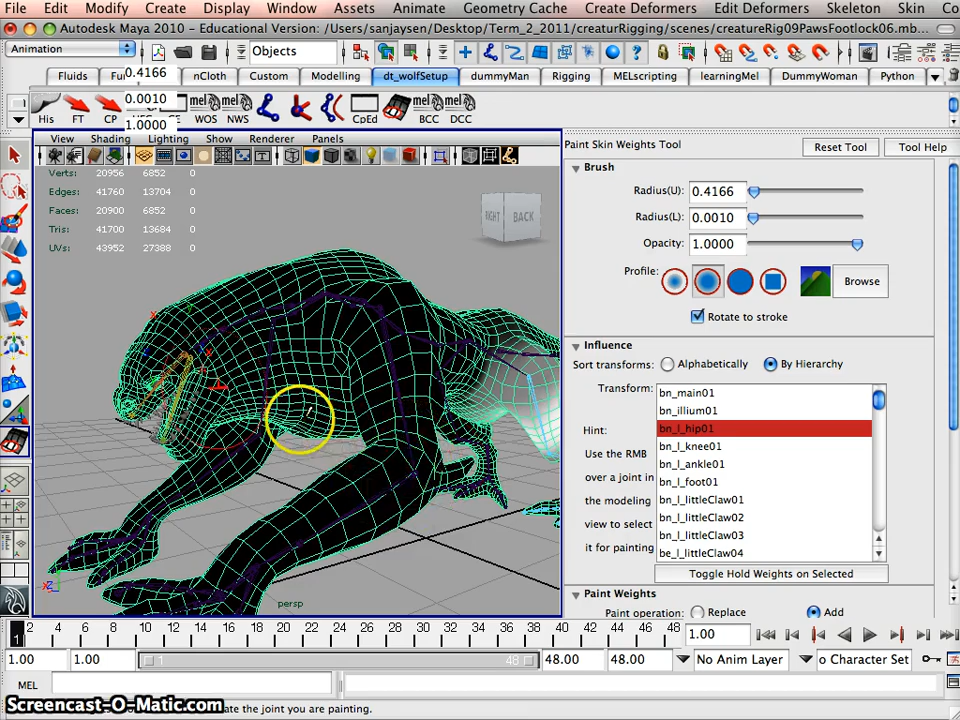 File Edit Modify Create Display Window Assets Animate Geometry Cache Create Deformers Edit Deformers Skeleton Skin Co
Autodesk Maya 2010 - Educational Version: /Users/sanjaysen/Desktop/Term_2_2011/creaturRigging/scenes/creatureRig09PawsFootlock06.mb...
Animation Objects
Fluids Fu nCloth Custom Modelling dt_wolfSetup dummyMan Rigging MELscripting learningMel DummyWoman Python
0.4166
0.0010
1.0000
His FT CP WOS NWS CpEd BCC DCC
View Shading Lighting Show Renderer Panels
Verts: 20956 6852 0
Edges: 41760 13704 0
Faces: 20900 6852 0
Tris: 41700 13684 0
UVs: 43952 27388 0
RIGHT BACK
persp
Paint Skin Weights Tool Reset Tool Tool Help
Brush
Radius(U): 0.4166
Radius(L): 0.0010
Opacity: 1.0000
Profile: Browse
Rotate to stroke
Influence
Sort transforms: Alphabetically By Hierarchy
Transform: bn_main01
bn_illium01
Hint: bn_l_hip01
Use the RMB bn_l_knee01
over a joint in bn_l_ankle01
the modeling bn_l_foot01
view to select bn_l_littleClaw01
it for painting bn_l_littleClaw02
bn_l_littleClaw03
be_l_littleClaw04
Toggle Hold Weights on Selected
Paint Weights
Paint operation: Replace Add
2 4 6 8 10 12 14 16 18 20 22 24 26 28 30 32 34 36 38 40 42 44 46 48 1.00
1
1.00 1.00 1 48 48.00 48.00 No Anim Layer o Character Set
MEL
Screencast-O-Matic.com ate the joint you are painting.